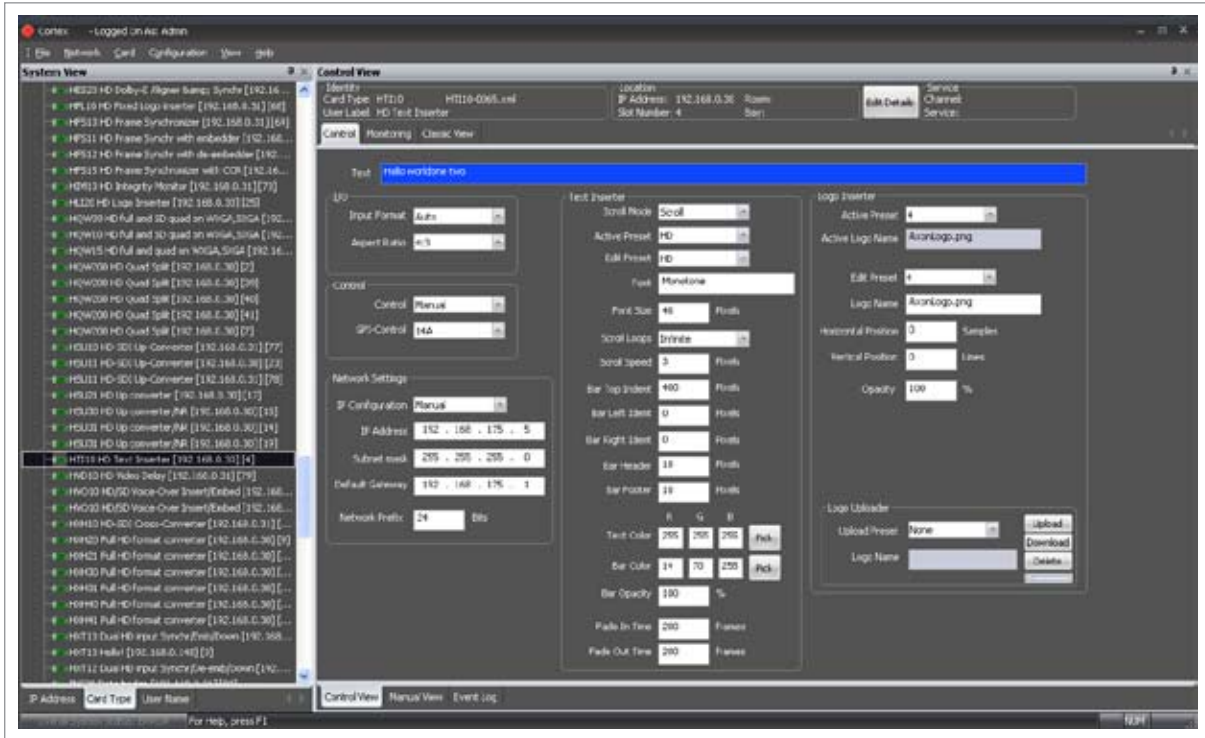 Cortex - Logged On As: Admin
File Network Card Configuration View Help
System View
HES23 HD Dolby-E Aligner &amp; Synchr [192.16...
HPL10 HD Fixed Logo Inserter [192.168.0.31][68]
HFS13 HD Frame Synchronizer [192.168.0.31][64]
HFS11 HD Frame Synchr with embedder [192.168...
HFS12 HD Frame Synchr with de-embedder [192...
HFS15 HD Frame Synchronizer with CCR [192.16...
HIM13 HD Integrity Monitor [192.168.0.31][73]
HLI20 HD Logo Inserter [192.168.0.30][25]
HQW00 HD full and SD quad on WXGA,SXGA [192...
HQW10 HD full and SD quad on WXGA,SXGA [192...
HQW15 HD full and quad on WXGA,SXGA [192.16...
HQW200 HD Quad Split [192.168.0.30][2]
HQW200 HD Quad Split [192.168.0.30][39]
HQW200 HD Quad Split [192.168.0.30][40]
HQW200 HD Quad Split [192.168.0.30][41]
HQW200 HD Quad Split [192.168.0.30][7]
HSU10 HD-SDI Up-Converter [192.168.0.31][77]
HSU11 HD-SDI Up-Converter [192.168.0.30][23]
HSU11 HD-SDI Up-Converter [192.168.0.31][78]
HSU21 HD Up converter [192.168.0.30][17]
HSU30 HD Up converter/NR [192.168.0.30][15]
HSU31 HD Up converter/NR [192.168.0.30][14]
HSU31 HD Up converter/NR [192.168.0.30][19]
HTI10 HD Text Inserter [192.168.0.30][4]
HVD10 HD Video Delay [192.168.0.31][79]
HVO10 HD/SD Voice-Over Insert/Embed [192.168...
HVO10 HD/SD Voice-Over Insert/Embed [192.168...
HXH10 HD-SDI Cross-Converter [192.168.0.31][...
HXH20 Full HD format converter [192.168.0.30][9]
HXH21 Full HD format converter [192.168.0.30][...
HXH30 Full HD format converter [192.168.0.30][...
HXH31 Full HD format converter [192.168.0.30][...
HXH40 Full HD format converter [192.168.0.30][...
HXH41 Full HD format converter [192.168.0.30][...
HXT13 Dual HD input Synchr/Emb/Down [192.168...
HXT13 Hello! [192.168.0.148][3]
HXT12 Dual HD input Synchr/De-emb/Down [192...
IP Address Card Type User Name
Control View
Identity
Card Type: HTI10 HTI10-0065.xml
User Label: HD Text Inserter
Location
IP Address: 192.168.0.30 Room:
Slot Number: 4 Bay:
Edit Details
Service
Channel:
Service:
Control Monitoring Classic View
Text Hello worldone two
I/O
Input Format Auto
Aspect Ratio 4:3
Control
Control Manual
GPI-Control 14A
Network Settings
IP Configuration Manual
IP Address 192 . 168 . 175 . 5
Subnet mask 255 . 255 . 255 . 0
Default Gateway 192 . 168 . 175 . 1
Network Prefix 24 Bits
Text Inserter
Scroll Mode Scroll
Active Preset HD
Edit Preset HD
Font Monotone
Font Size 48 Pixels
Scroll Loops Infinite
Scroll Speed 3 Pixels
Bar Top Indent 480 Pixels
Bar Left Ident 0 Pixels
Bar Right Ident 0 Pixels
Bar Header 18 Pixels
Bar Footer 18 Pixels
R G B
Text Color 255 255 255 Pick
Bar Color 14 70 255 Pick
Bar Opacity 100 %
Fade In Time 200 Frames
Fade Out Time 200 Frames
Logo Inserter
Active Preset 4
Active Logo Name AxonLogo.png
Edit Preset 4
Logo Name AxonLogo.png
Horizontal Position 0 Samples
Vertical Position 0 Lines
Opacity 100 %
Logo Uploader
Upload Preset None
Logo Name
Upload
Download
Delete
Control View Manual View Event Log
For Help, press F1
NUM